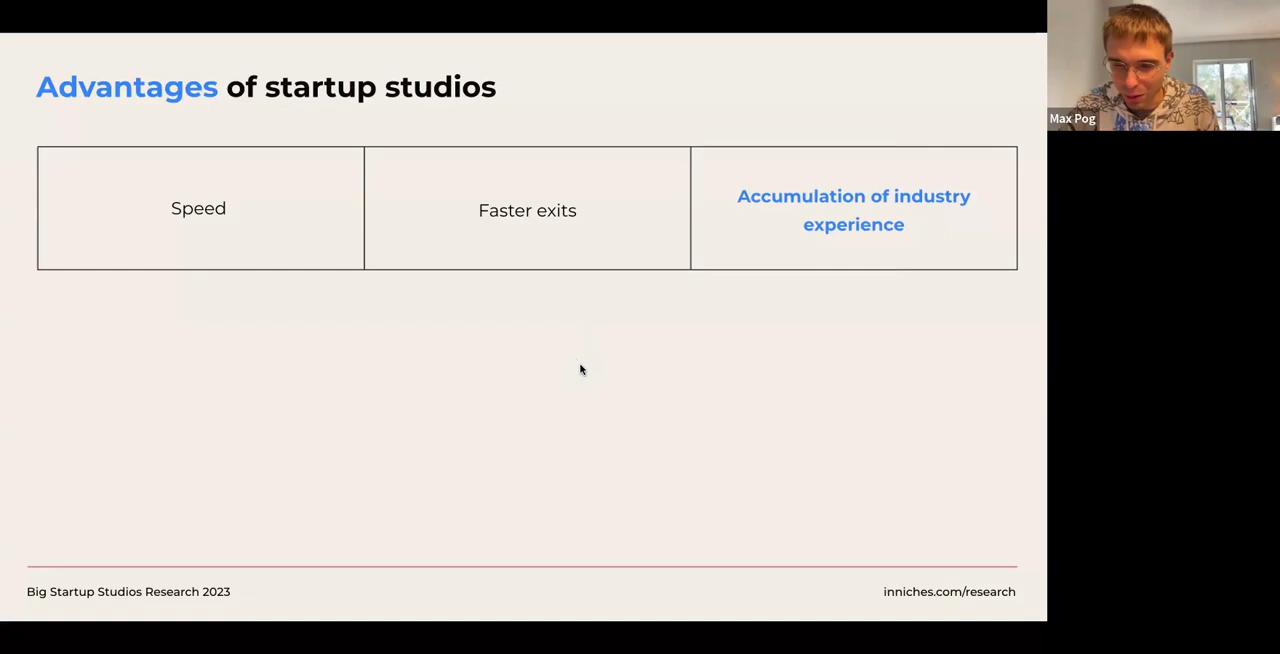 Advantages of startup studios
Speed
Faster exits
Accumulation of industry
experience
Big Startup Studios Research 2023
inniches.com/research
Max Pog